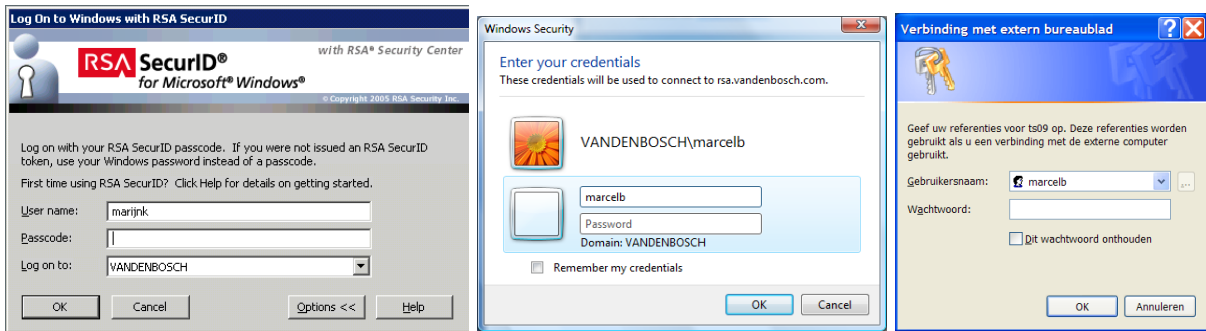 Log On to Windows with RSA SecurID
with RSA® Security Center
RSA SecurID®
for Microsoft® Windows®
© Copyright 2005 RSA Security Inc.
Log on with your RSA SecurID passcode. If you were not issued an RSA SecurID
token, use your Windows password instead of a passcode.
First time using RSA SecurID? Click Help for details on getting started.
User name: marijnk
Passcode:
Log on to: VANDENBOSCH
OK Cancel Options << Help
Windows Security
Enter your credentials
These credentials will be used to connect to rsa.vandenbosch.com.
VANDENBOSCH\marcelb
marcelb
Password
Domain: VANDENBOSCH
Remember my credentials
OK Cancel
Verbinding met extern bureaublad
Geef uw referenties voor ts09 op. Deze referenties worden
gebruikt als u een verbinding met de externe computer
gebruikt.
Gebruikersnaam: marcelb ...
Wachtwoord:
Dit wachtwoord onthouden
OK Annuleren